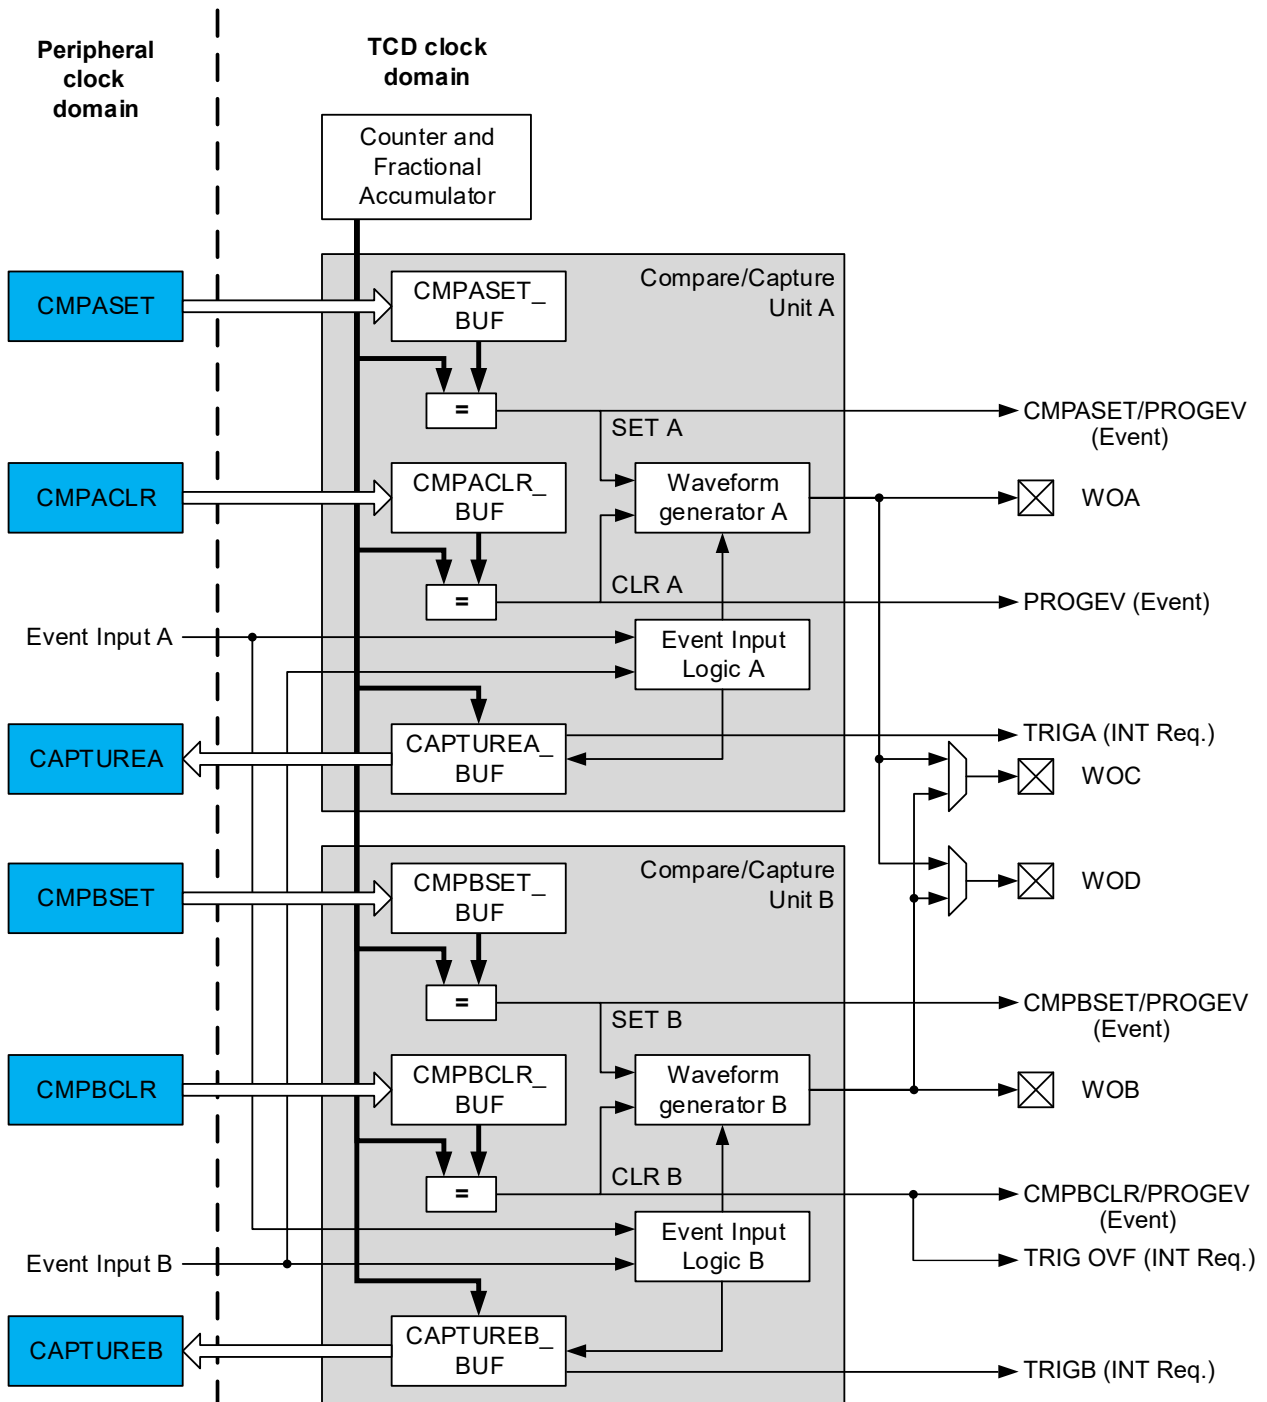 Peripheral
clock
domain
TCD clock
domain
Counter and
Fractional
Accumulator
Compare/Capture
Unit A
CMPASET
CMPASET_
BUF
=
SET A
CMPASET/PROGEV
(Event)
CMPACLR
CMPACLR_
BUF
Waveform
generator A
WOA
=
CLR A
PROGEV (Event)
Event Input A
Event Input
Logic A
CAPTUREA
CAPTUREA_
BUF
TRIGA (INT Req.)
WOC
Compare/Capture
Unit B
CMPBSET
CMPBSET_
BUF
WOD
=
SET B
CMPBSET/PROGEV
(Event)
CMPBCLR
CMPBCLR_
BUF
Waveform
generator B
WOB
=
CLR B
CMPBCLR/PROGEV
(Event)
Event Input B
Event Input
Logic B
TRIG OVF (INT Req.)
CAPTUREB
CAPTUREB_
BUF
TRIGB (INT Req.)